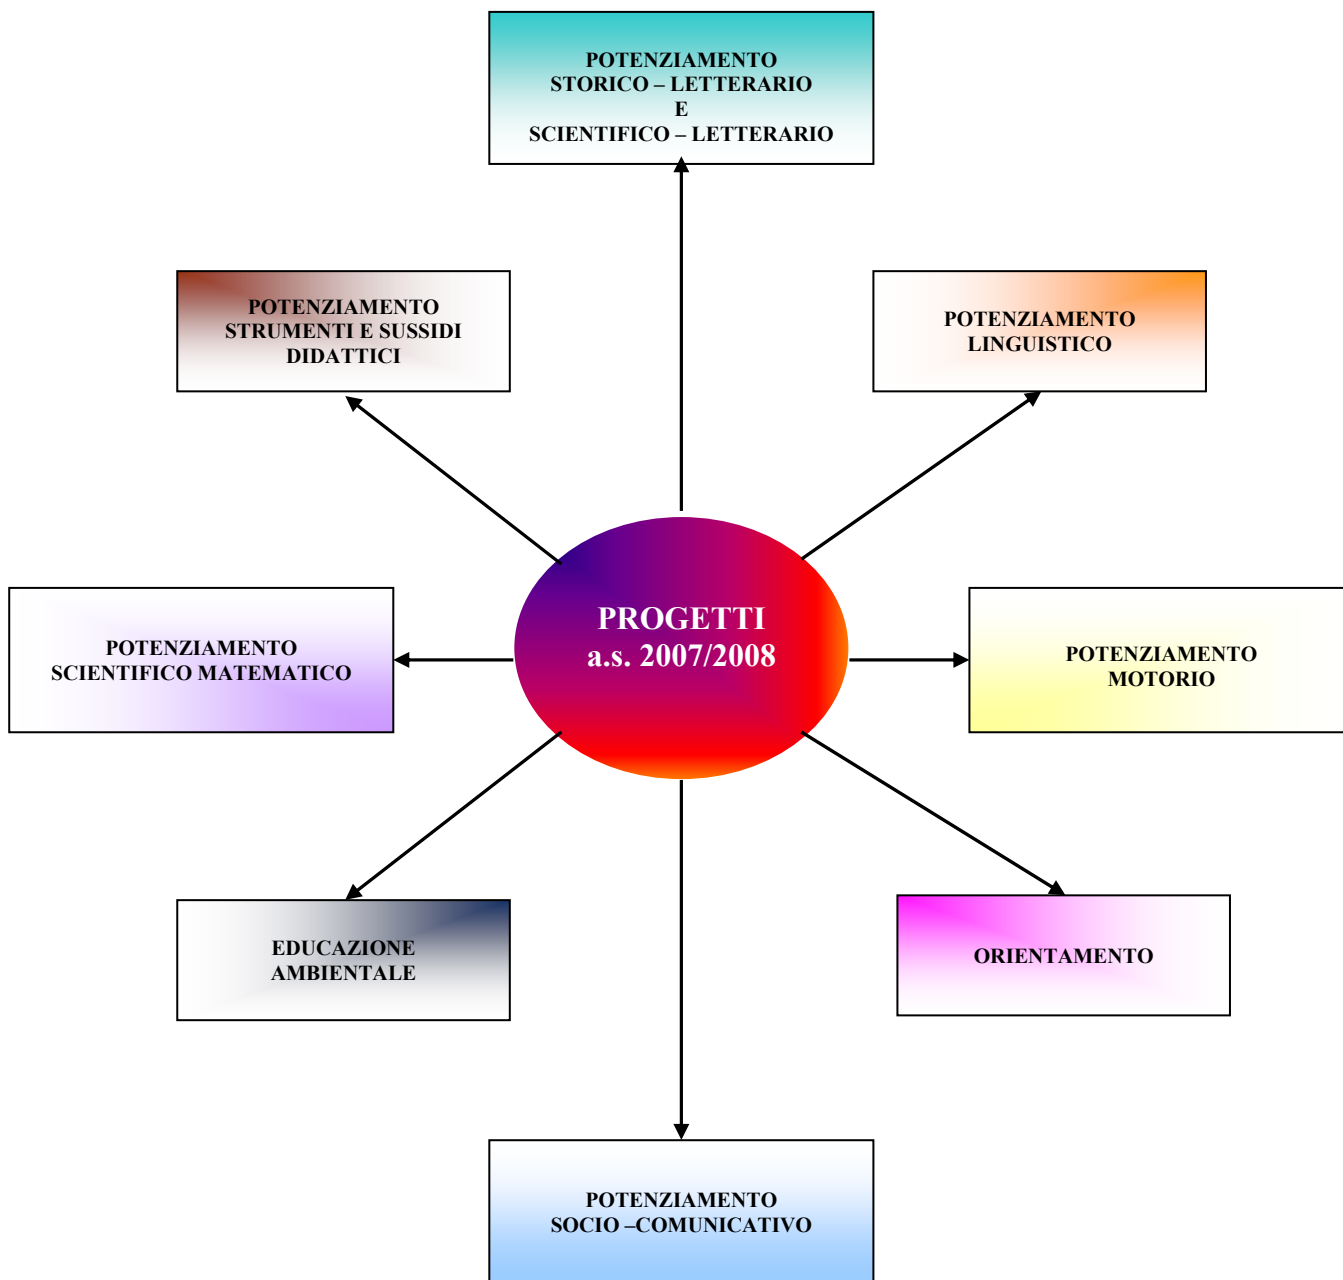 POTENZIAMENTO
STORICO – LETTERARIO
E
SCIENTIFICO – LETTERARIO
POTENZIAMENTO
STRUMENTI E SUSSIDI
DIDATTICI
POTENZIAMENTO
LINGUISTICO
PROGETTI
a.s. 2007/2008
POTENZIAMENTO
SCIENTIFICO MATEMATICO
POTENZIAMENTO
MOTORIO
EDUCAZIONE
AMBIENTALE
ORIENTAMENTO
POTENZIAMENTO
SOCIO –COMUNICATIVO